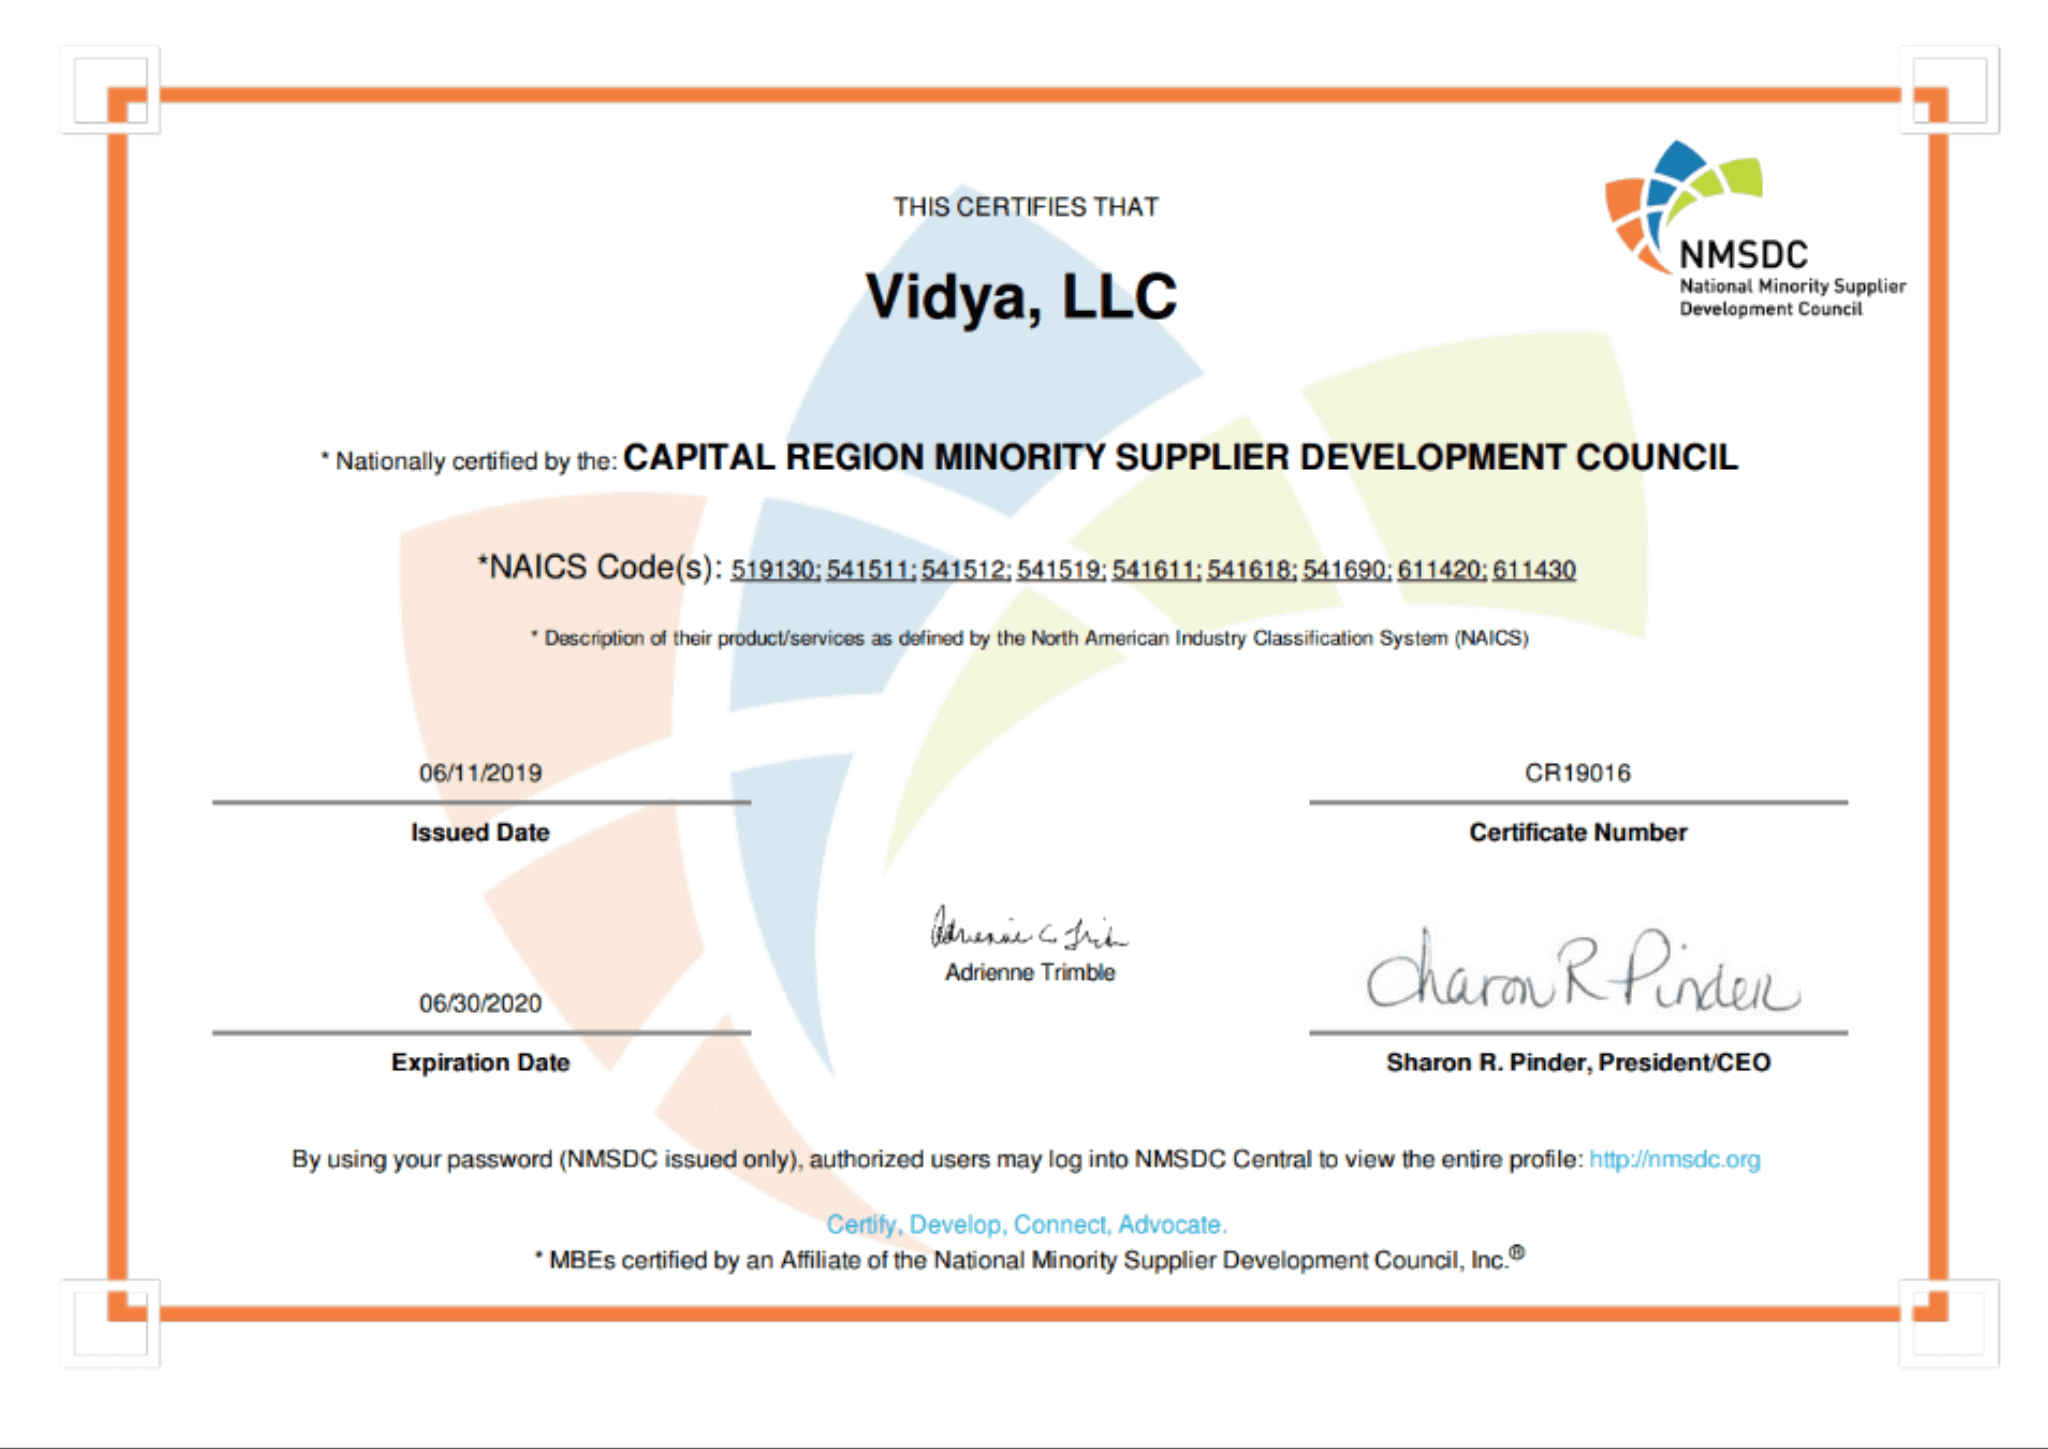 THIS CERTIFIES THAT
NMSDC
National Minority Supplier
Development Council
Vidya, LLC
* Nationally certified by the: CAPITAL REGION MINORITY SUPPLIER DEVELOPMENT COUNCIL
*NAICS Code(s): 519130; 541511; 541512; 541519; 541611; 541618; 541690; 611420; 611430
* Description of their product/services as defined by the North American Industry Classification System (NAICS)
06/11/2019
Issued Date
CR19016
Certificate Number
Adrienne Trimble
06/30/2020
Expiration Date
Sharon R Pinder
Sharon R. Pinder, President/CEO
By using your password (NMSDC issued only), authorized users may log into NMSDC Central to view the entire profile: http://nmsdc.org
Certify, Develop, Connect, Advocate.
* MBEs certified by an Affiliate of the National Minority Supplier Development Council, Inc.®